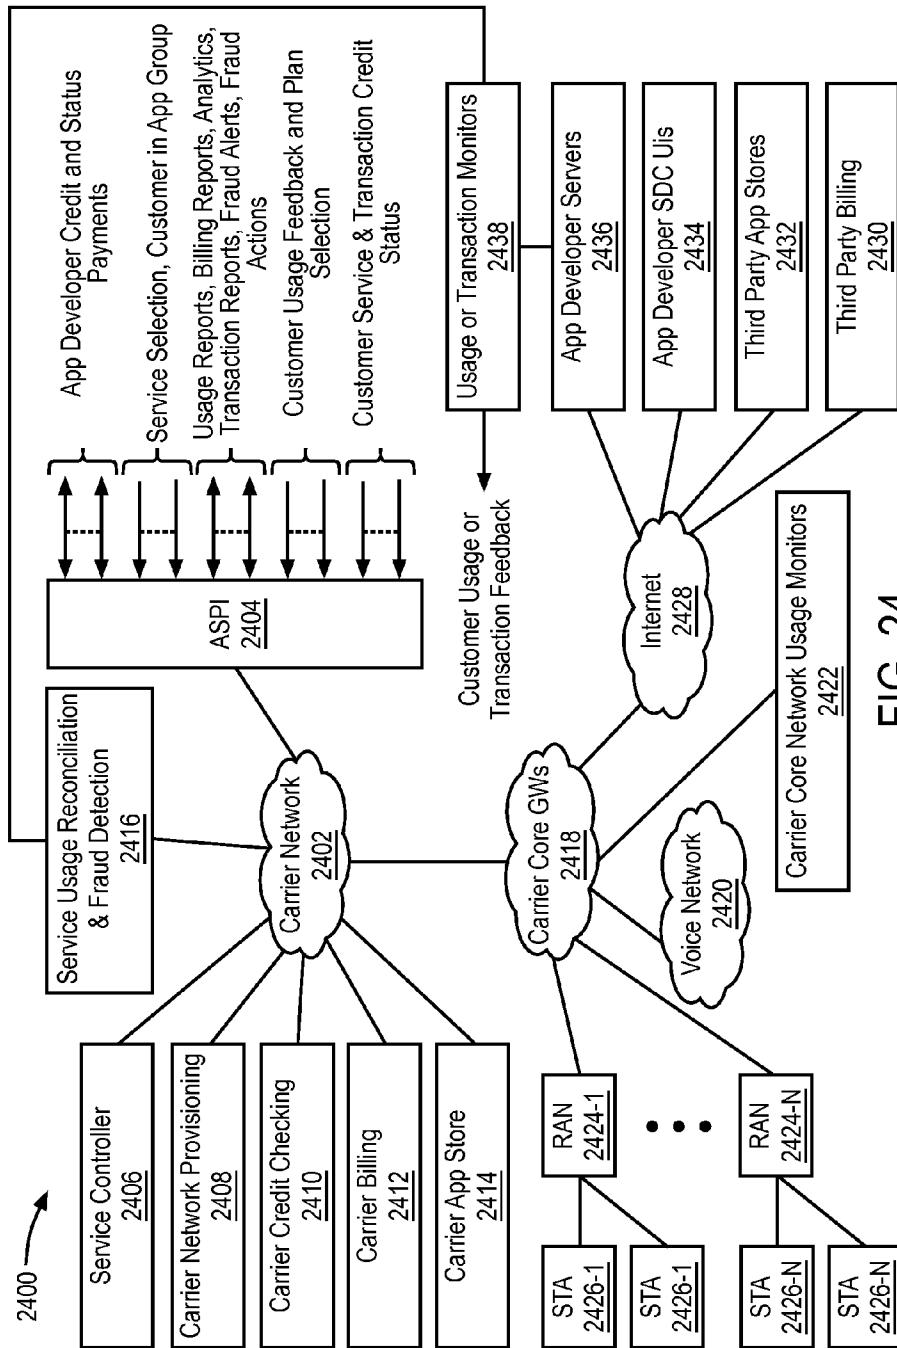 2400
Service Controller
2406
Carrier Network Provisioning
2408
Carrier Credit Checking
2410
Carrier Billing
2412
Carrier App Store
2414
Service Usage Reconciliation
& Fraud Detection
2416
Carrier Network
2402
ASPI
2404
App Developer Credit and Status
Payments
Service Selection, Customer in App Group
Usage Reports, Billing Reports, Analytics,
Transaction Reports, Fraud Alerts, Fraud
Actions
Customer Usage Feedback and Plan
Selection
Customer Service & Transaction Credit
Status
Customer Usage or
Transaction Feedback
Usage or Transaction Monitors
2438
App Developer Servers
2436
App Developer SDC Uis
2434
Third Party App Stores
2432
Third Party Billing
2430
Internet
2428
Carrier Core GWs
2418
Voice Network
2420
Carrier Core Network Usage Monitors
2422
RAN
2424-1
RAN
2424-N
STA
2426-1
STA
2426-1
STA
2426-N
STA
2426-N
FIG. 24